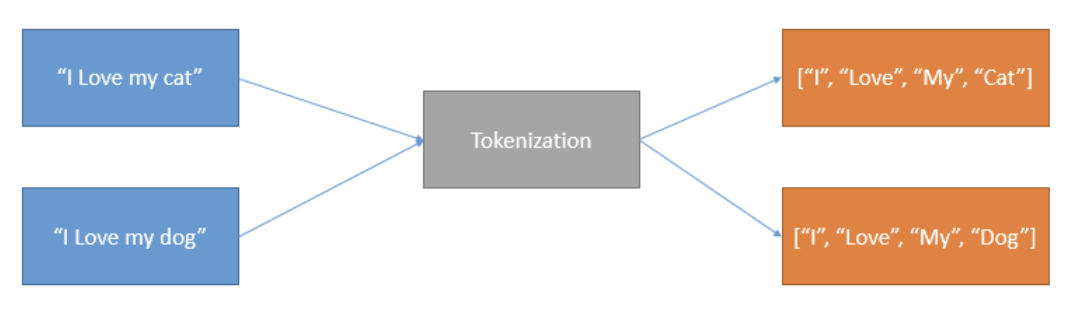 “I Love my cat”
[“I”, “Love”, “My”, “Cat”]
Tokenization
“I Love my dog”
[“I”, “Love”, “My”, “Dog”]